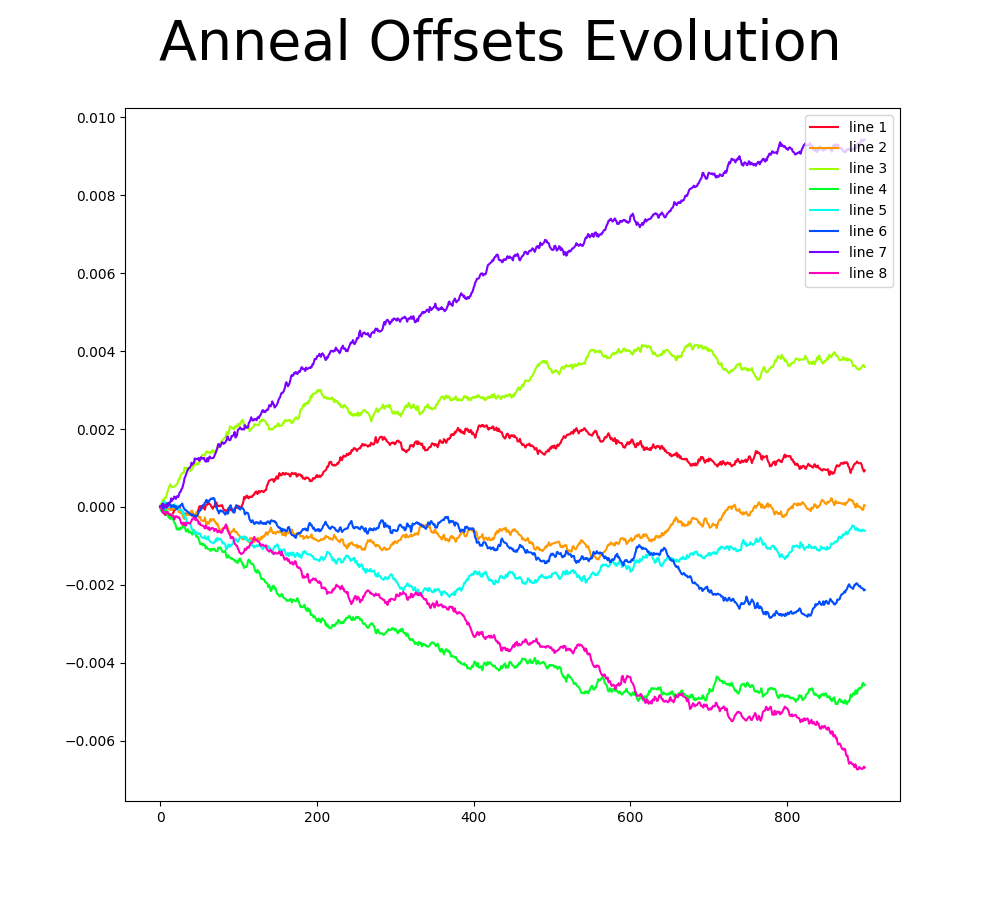 Anneal Offsets Evolution
0.010
0.008
0.006
0.004
0.002
0.000
−0.002
−0.004
−0.006
line 1
line 2
line 3
line 4
line 5
line 6
line 7
line 8
0 200 400 600 800